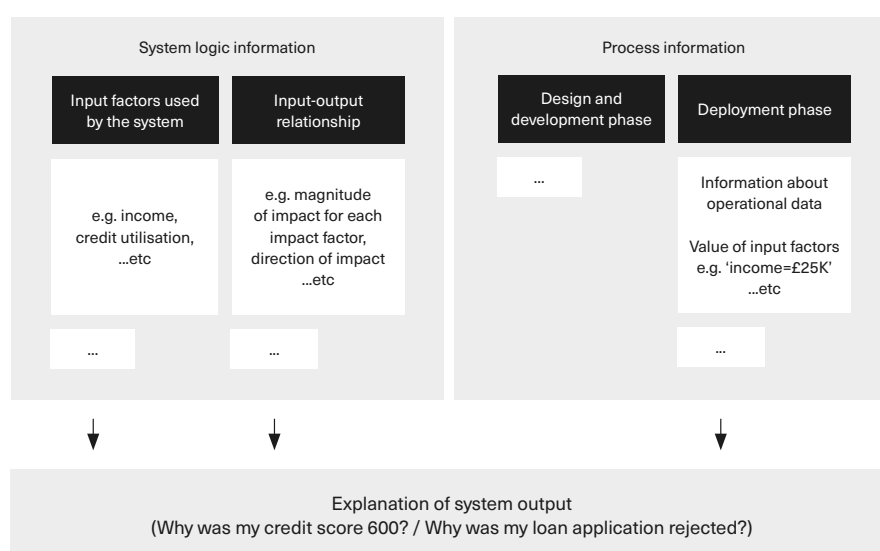 System logic information
Process information
Input factors used
by the system
Input-output
relationship
Design and
development phase
Deployment phase
e.g. income,
credit utilisation,
...etc
e.g. magnitude
of impact for each
impact factor,
direction of impact
...etc
...
Information about
operational data
Value of input factors
e.g. ‘income=£25K’
...etc
...
...
...
Explanation of system output
(Why was my credit score 600? / Why was my loan application rejected?)